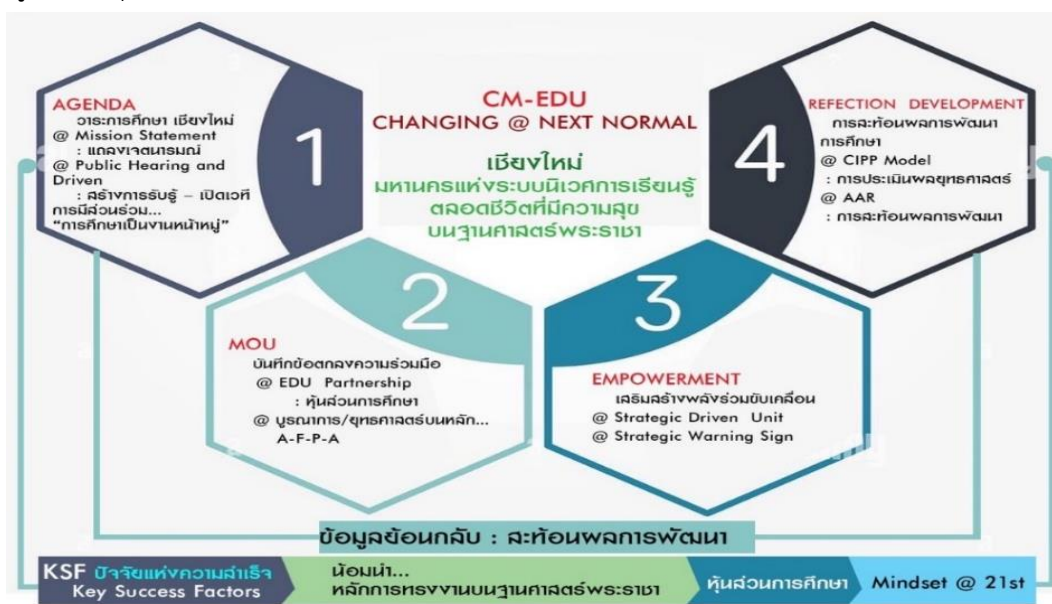 CM-EDU
CHANGING @ NEXT NORMAL
เชียงใหม่
มหานครแห่งระบบนิเวศการเรียนรู้
ตลอดชีวิตที่มีความสุข
บนฐานศาสตร์พระราชา
1
AGENDA
วาระการศึกษา เชียงใหม่
@ Mission Statement
: แถลงเจตนารมณ์
@ Public Hearing and
Driven
: สร้างการรับรู้ – เปิดเวที
การมีส่วนร่วม...
“การศึกษาเป็นงานหน้าหมู่”
2
MOU
บันทึกข้อตกลงความร่วมมือ
@ EDU Partnership
: หุ้นส่วนการศึกษา
@ บูรณาการ/ยุทธศาสตร์บนหลัก...
A-F-P-A
3
EMPOWERMENT
เสริมสร้างพลังร่วมขับเคลื่อน
@ Strategic Driven Unit
@ Strategic Warning Sign
4
REFECTION DEVELOPMENT
การสะท้อนผลการพัฒนา
การศึกษา
@ CIPP Model
: การประเมินผลยุทธศาสตร์
@ AAR
: การสะท้อนผลการพัฒนา
ข้อมูลย้อนกลับ : สะท้อนผลการพัฒนา
KSF ปัจจัยแห่งความสำเร็จ
Key Success Factors
น้อมนำ...
หลักการทรงงานบนฐานศาสตร์พระราชา
หุ้นส่วนการศึกษา
Mindset @ 21st